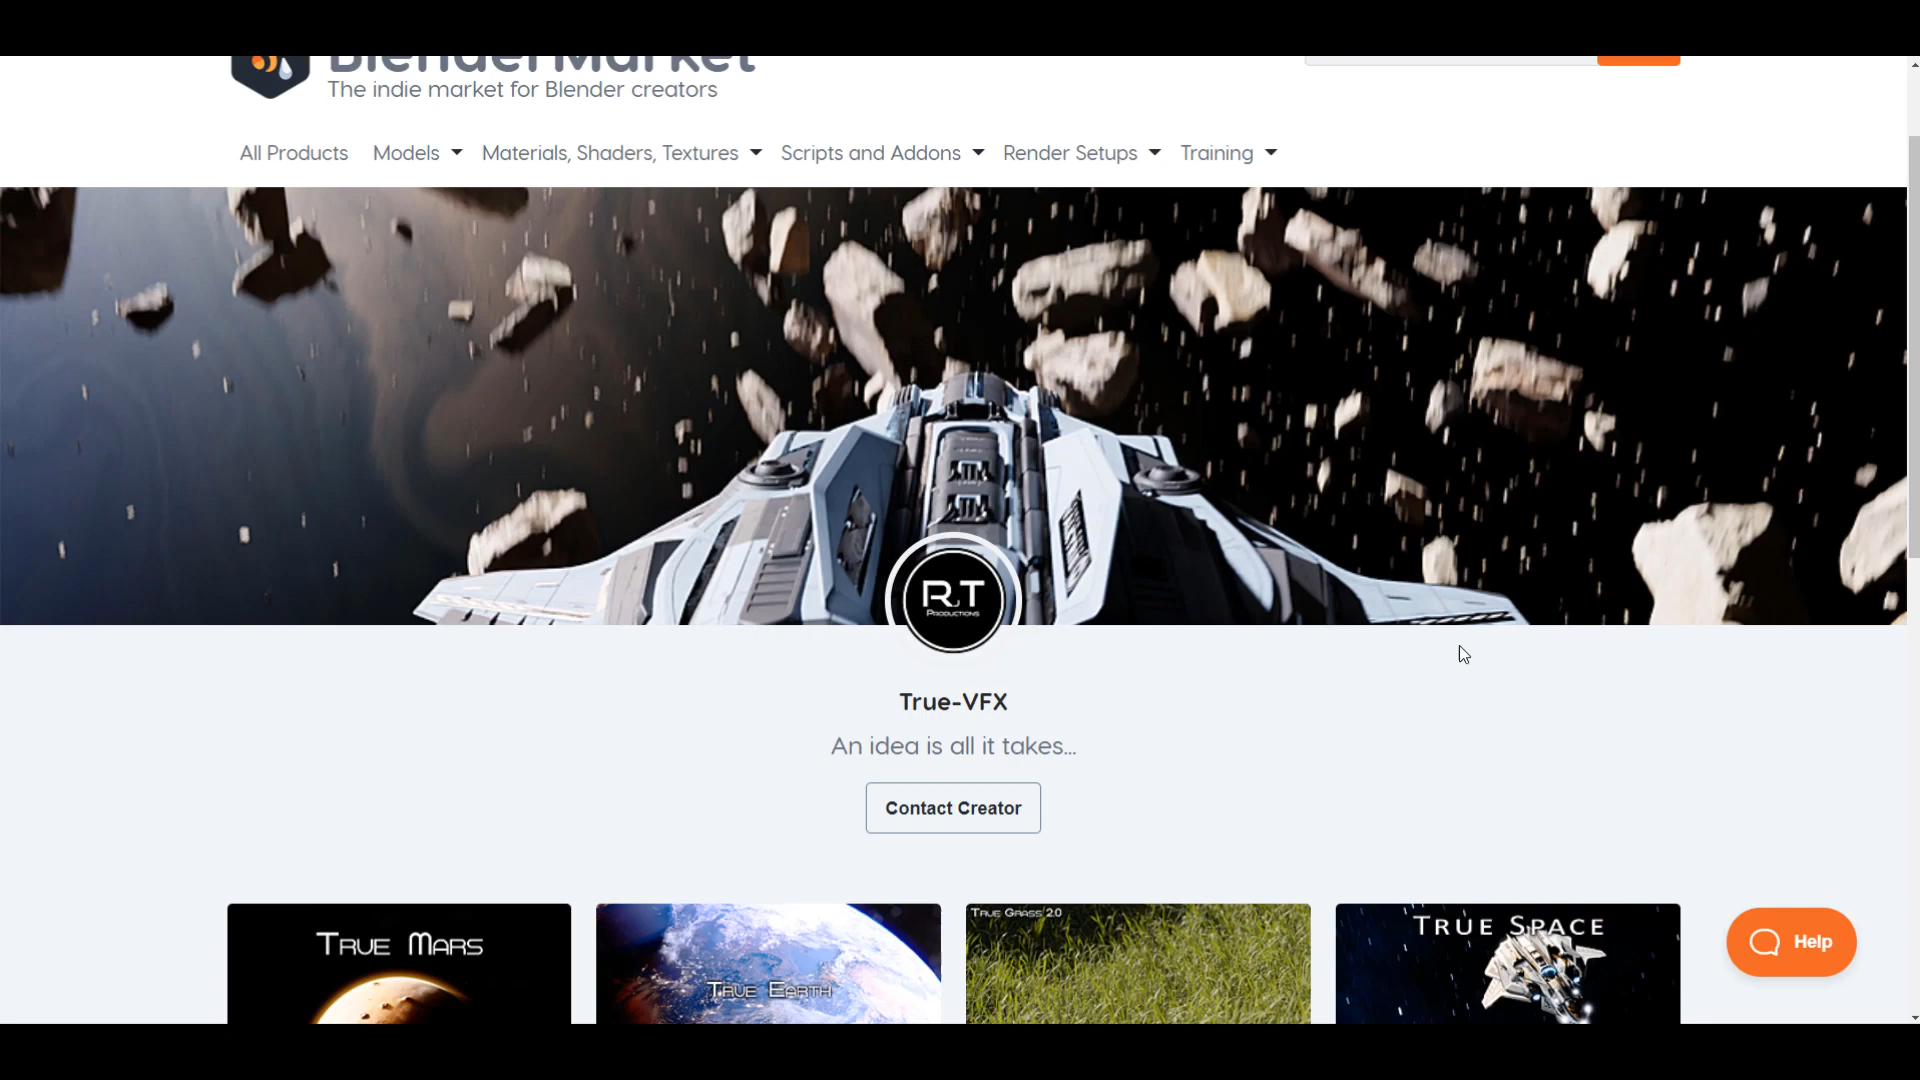 BlenderMarket
The indie market for Blender creators
All Products Models Materials, Shaders, Textures Scripts and Addons Render Setups Training
R.T
PRODUCTIONS
True-VFX
An idea is all it takes...
Contact Creator
TRUE MARS
TRUE EARTH
TRUE GRASS 2.0
TRUE SPACE
Help